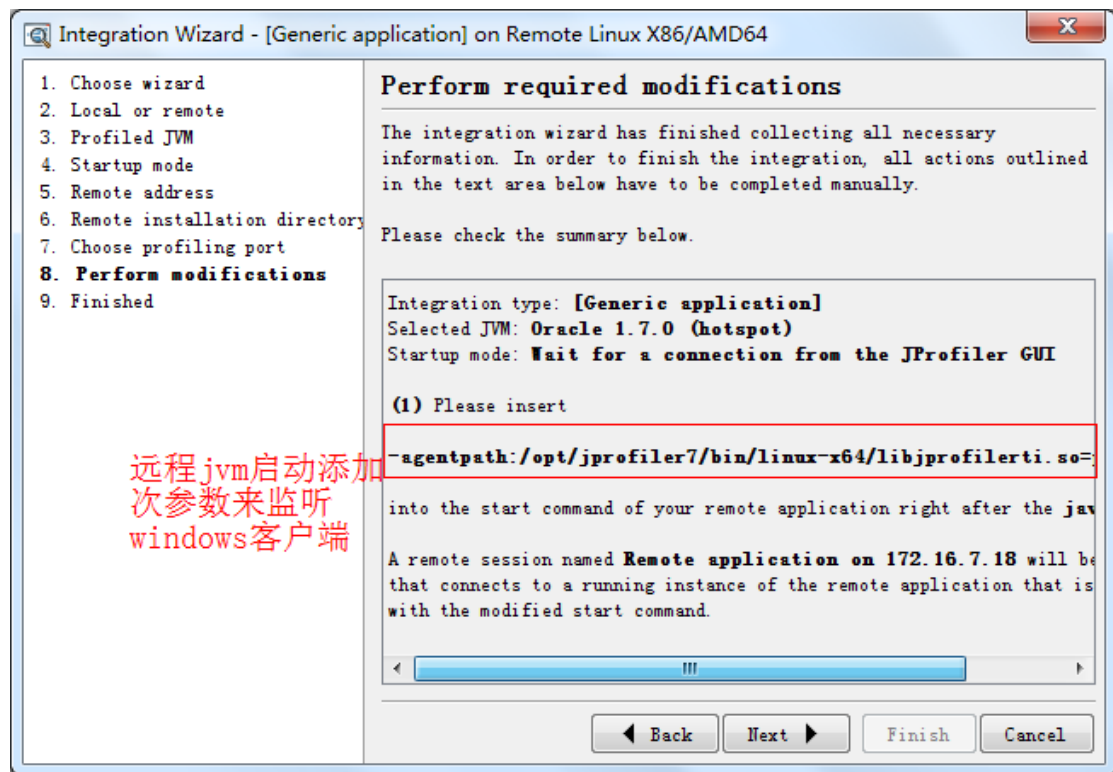 Integration Wizard - [Generic application] on Remote Linux X86/AMD64
1. Choose wizard
2. Local or remote
3. Profiled JVM
4. Startup mode
5. Remote address
6. Remote installation directory
7. Choose profiling port
8. Perform modifications
9. Finished
Perform required modifications
The integration wizard has finished collecting all necessary
information. In order to finish the integration, all actions outlined
in the text area below have to be completed manually.
Please check the summary below.
Integration type: [Generic application]
Selected JVM: Oracle 1.7.0 (hotspot)
Startup mode: Wait for a connection from the JProfiler GUI
(1) Please insert
-agentpath:/opt/jprofiler7/bin/linux-x64/libjprofilerti.so=j
into the start command of your remote application right after the jav
A remote session named Remote application on 172.16.7.18 will be
that connects to a running instance of the remote application that is
with the modified start command.
远程jvm启动添加
次参数来监听
windows客户端
Back
Next
Finish
Cancel